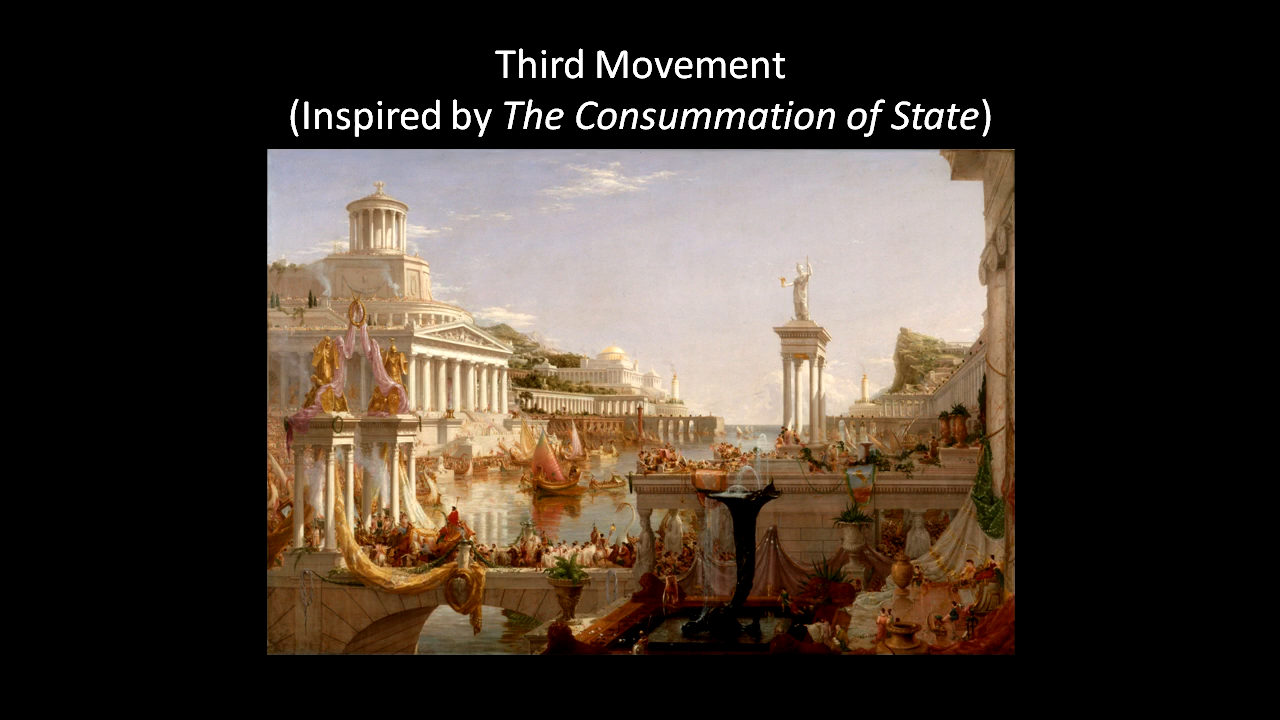 Third Movement
(Inspired by The Consummation of State)